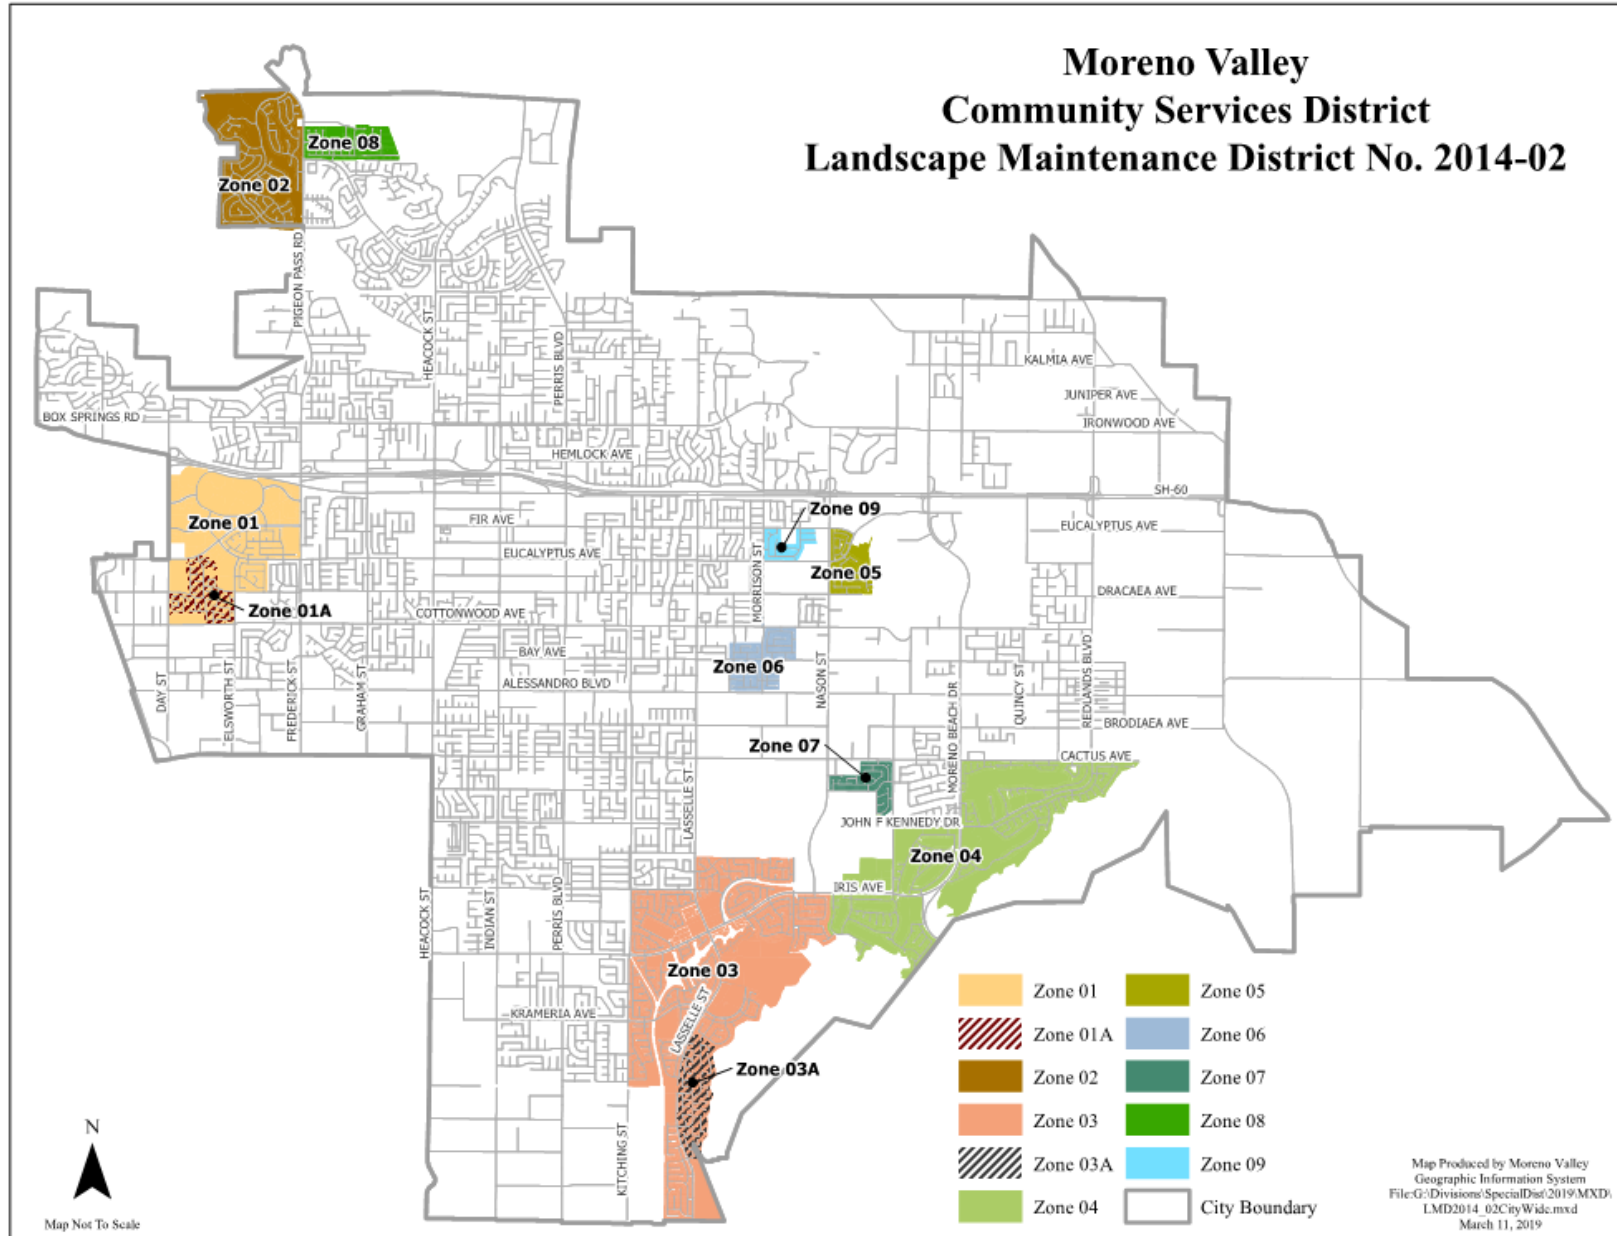 Moreno Valley
Community Services District
Landscape Maintenance District No. 2014-02
Zone 08
Zone 02
PIGEON PASS RD
HEACOCK ST
PERRIS BLVD
KALMIA AVE
JUNIPER AVE
IRONWOOD AVE
BOX SPRINGS RD
HEMLOCK AVE
SH-60
Zone 01
FIR AVE
Zone 09
EUCALYPTUS AVE
EUCALYPTUS AVE
MORRISON ST
Zone 05
DRACAEA AVE
Zone 01A
COTTONWOOD AVE
BAY AVE
Zone 06
ALESSANDRO BLVD
DAY ST
ELSWORTH ST
FREDERICK ST
GRAHAM ST
NASON ST
MORENO BEACH DR
QUINCY ST
REDLANDS BLVD
BRODIAEA AVE
Zone 07
CACTUS AVE
LASSELLE ST
JOHN F KENNEDY DR
Zone 04
IRIS AVE
HEACOCK ST
INDIAN ST
PERRIS BLVD
Zone 03
KRAMERIA AVE
LASSELLE ST
Zone 03A
KITCHING ST
Zone 01
Zone 01A
Zone 02
Zone 03
Zone 03A
Zone 04
Zone 05
Zone 06
Zone 07
Zone 08
Zone 09
City Boundary
N
Map Not To Scale
Map Produced by Moreno Valley
Geographic Information System
File:G:\Divisions\SpecialDist\2019\MXD\
LMD2014_02CityWide.mxd
March 11, 2019